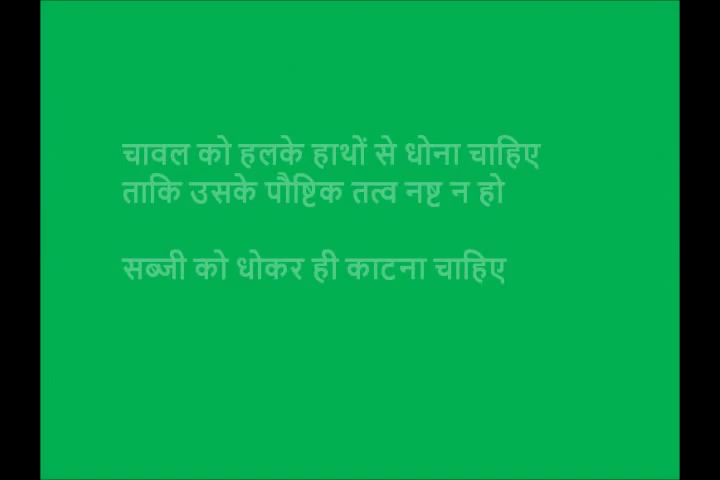 चावल को हलके हाथों से धोना चाहिए
ताकि उसके पौष्टिक तत्व नष्ट न हो
सब्जी को धोकर ही काटना चाहिए